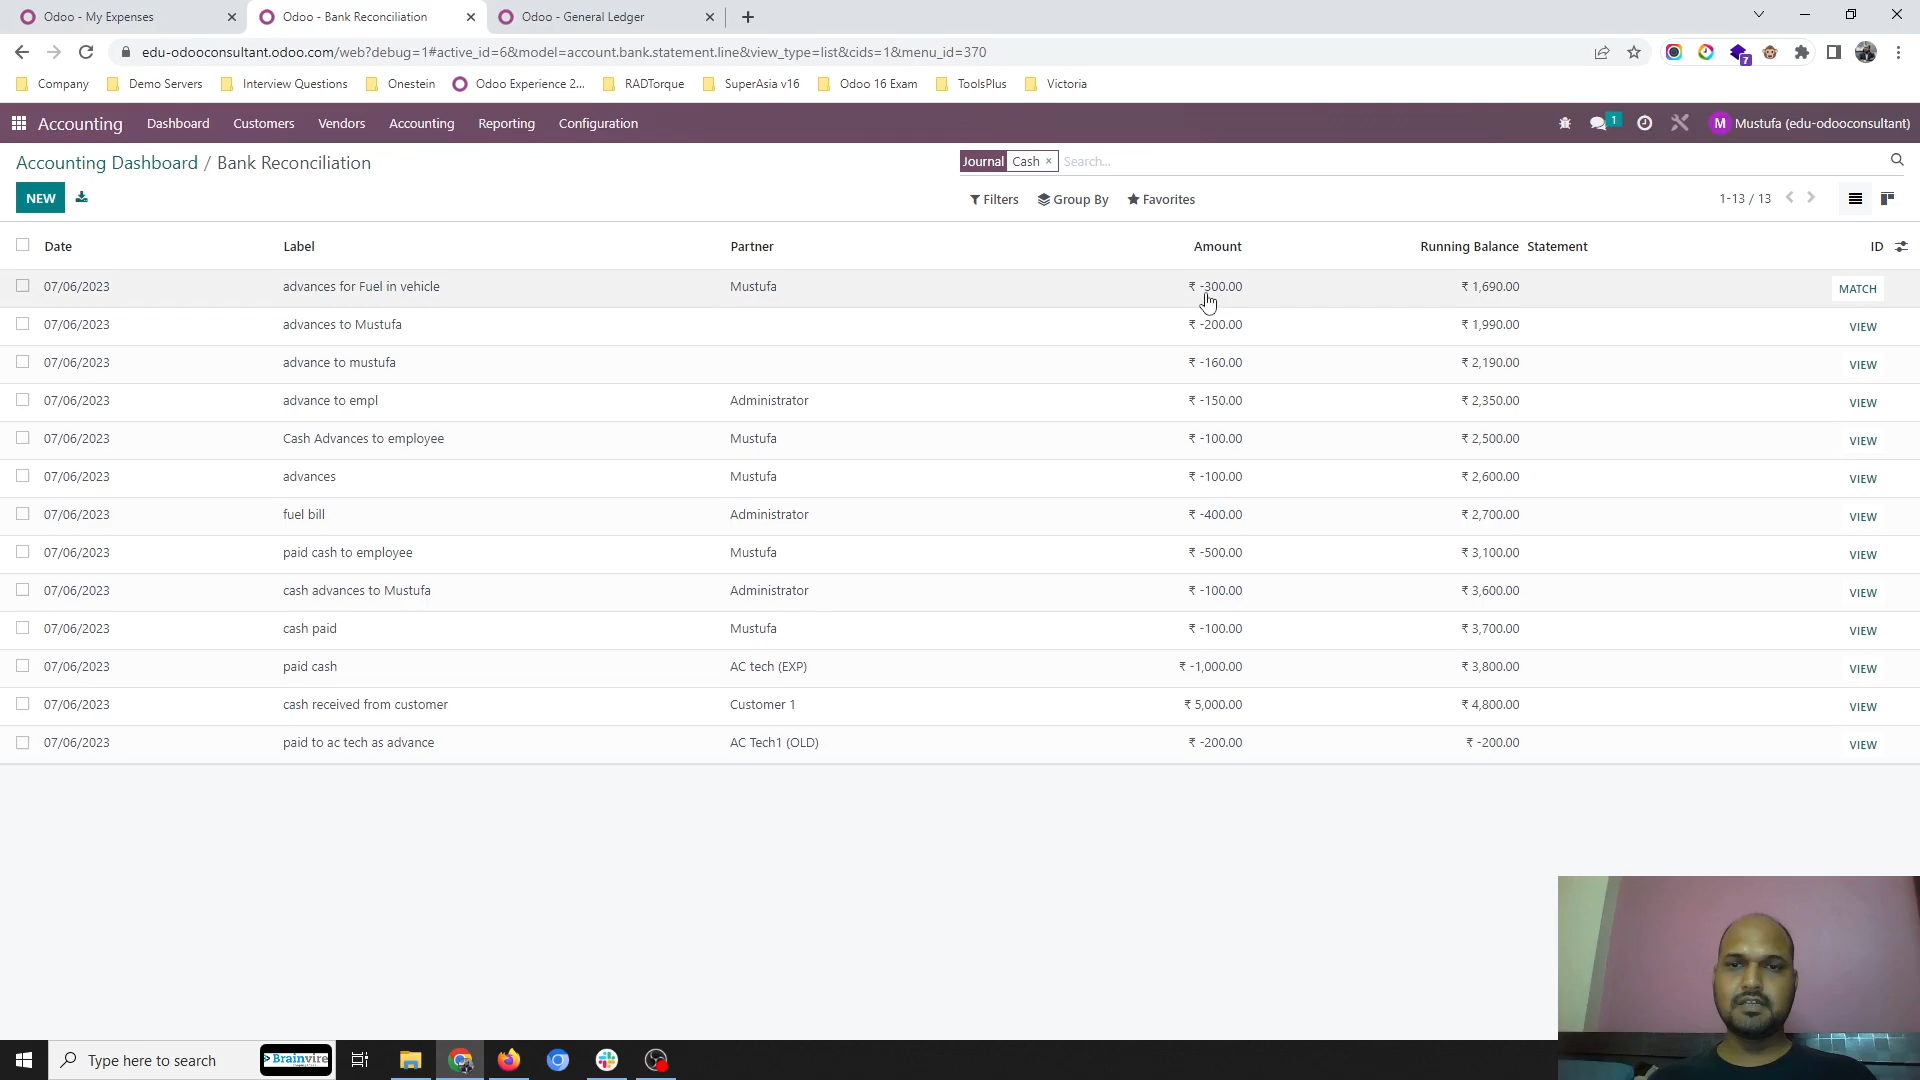 Odoo - My Expenses
Odoo - Bank Reconciliation
Odoo - General Ledger
edu-odooconsultant.odoo.com/web?debug=1#active_id=6&model=account.bank.statement.line&view_type=list&cids=1&menu_id=370
7
Company Demo Servers Interview Questions Onestein Odoo Experience 2... RADTorque SuperAsia v16 Odoo 16 Exam ToolsPlus Victoria
Accounting Dashboard Customers Vendors Accounting Reporting Configuration 1 M Mustufa (edu-odooconsultant)
Accounting Dashboard / Bank Reconciliation Journal Cash × Search...
NEW Filters Group By Favorites 1-13 / 13
Date Label Partner Amount Running Balance Statement ID
07/06/2023 advances for Fuel in vehicle Mustufa ₹ -300.00 ₹ 1,690.00 MATCH
07/06/2023 advances to Mustufa ₹ -200.00 ₹ 1,990.00 VIEW
07/06/2023 advance to mustufa ₹ -160.00 ₹ 2,190.00 VIEW
07/06/2023 advance to empl Administrator ₹ -150.00 ₹ 2,350.00 VIEW
07/06/2023 Cash Advances to employee Mustufa ₹ -100.00 ₹ 2,500.00 VIEW
07/06/2023 advances Mustufa ₹ -100.00 ₹ 2,600.00 VIEW
07/06/2023 fuel bill Administrator ₹ -400.00 ₹ 2,700.00 VIEW
07/06/2023 paid cash to employee Mustufa ₹ -500.00 ₹ 3,100.00 VIEW
07/06/2023 cash advances to Mustufa Administrator ₹ -100.00 ₹ 3,600.00 VIEW
07/06/2023 cash paid Mustufa ₹ -100.00 ₹ 3,700.00 VIEW
07/06/2023 paid cash AC tech (EXP) ₹ -1,000.00 ₹ 3,800.00 VIEW
07/06/2023 cash received from customer Customer 1 ₹ 5,000.00 ₹ 4,800.00 VIEW
07/06/2023 paid to ac tech as advance AC Tech1 (OLD) ₹ -200.00 ₹ -200.00 VIEW
Type here to search Brainvire